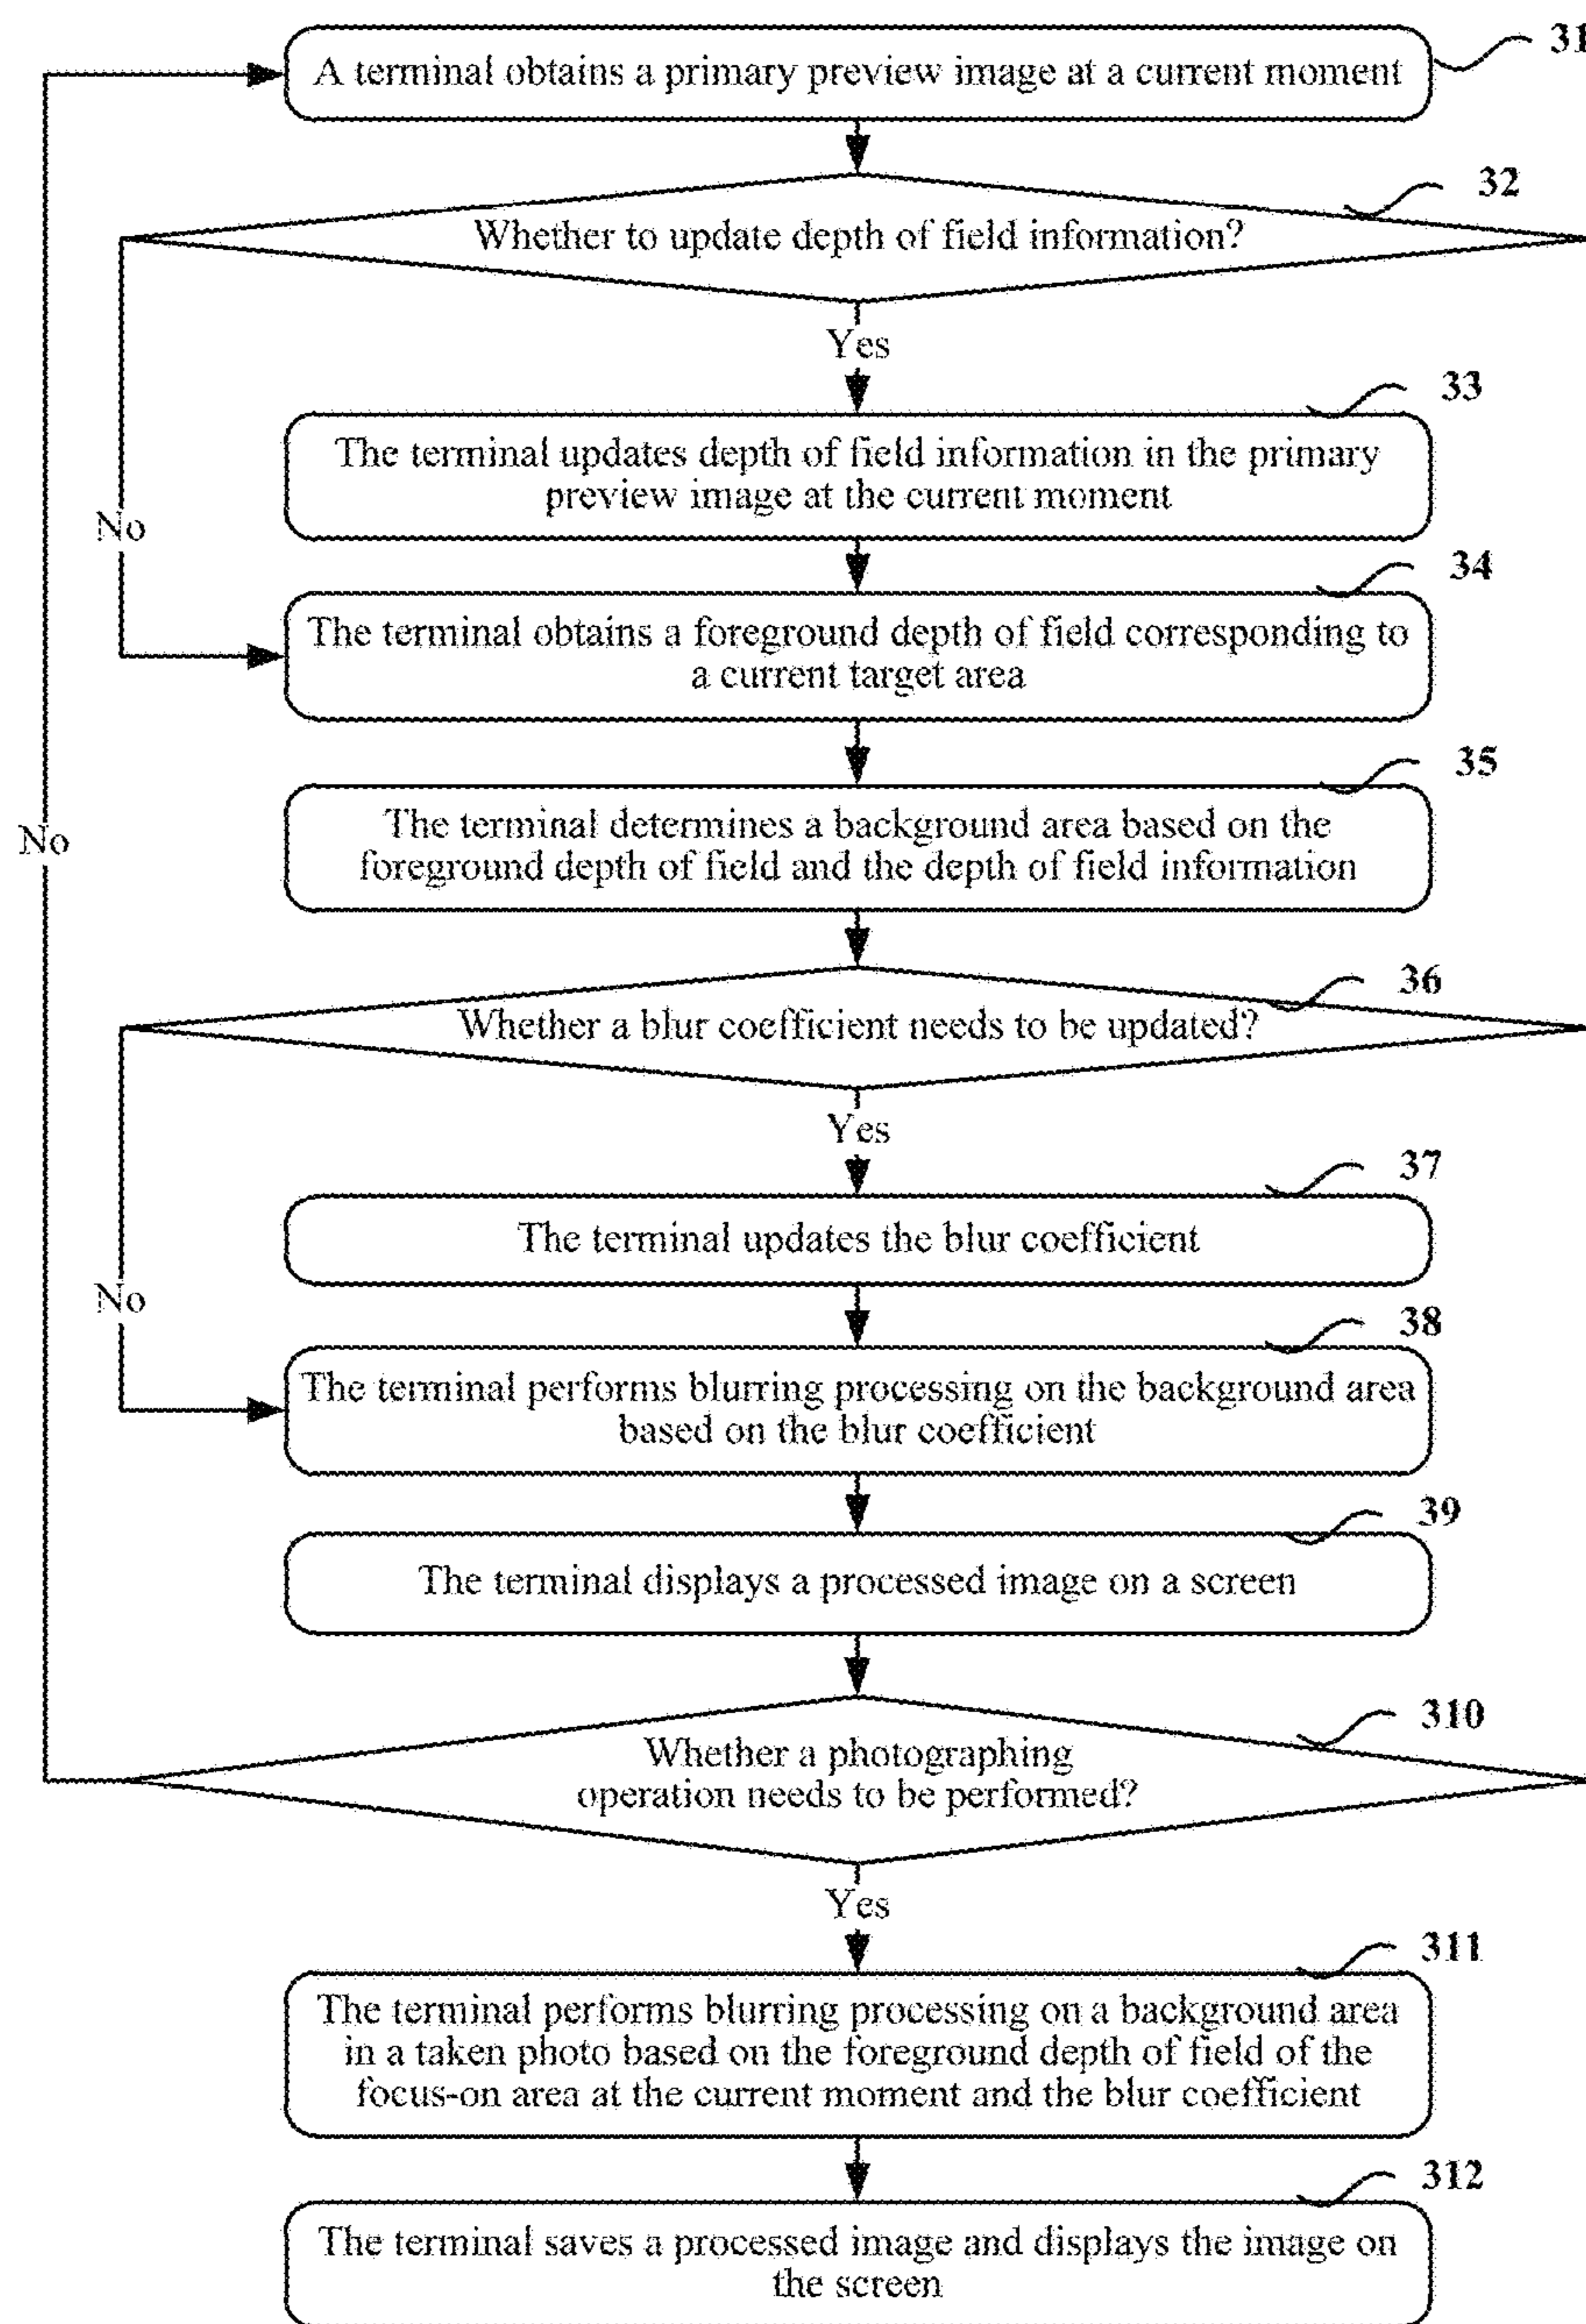 31
A terminal obtains a primary preview image at a current moment
32
Whether to update depth of field information?
Yes
33
The terminal updates depth of field information in the primary
preview image at the current moment
No
34
The terminal obtains a foreground depth of field corresponding to
a current target area
35
The terminal determines a background area based on the
foreground depth of field and the depth of field information
No
36
Whether a blur coefficient needs to be updated?
Yes
37
The terminal updates the blur coefficient
No
38
The terminal performs blurring processing on the background area
based on the blur coefficient
39
The terminal displays a processed image on a screen
310
Whether a photographing
operation needs to be performed?
Yes
311
The terminal performs blurring processing on a background area
in a taken photo based on the foreground depth of field of the
focus-on area at the current moment and the blur coefficient
312
The terminal saves a processed image and displays the image on
the screen